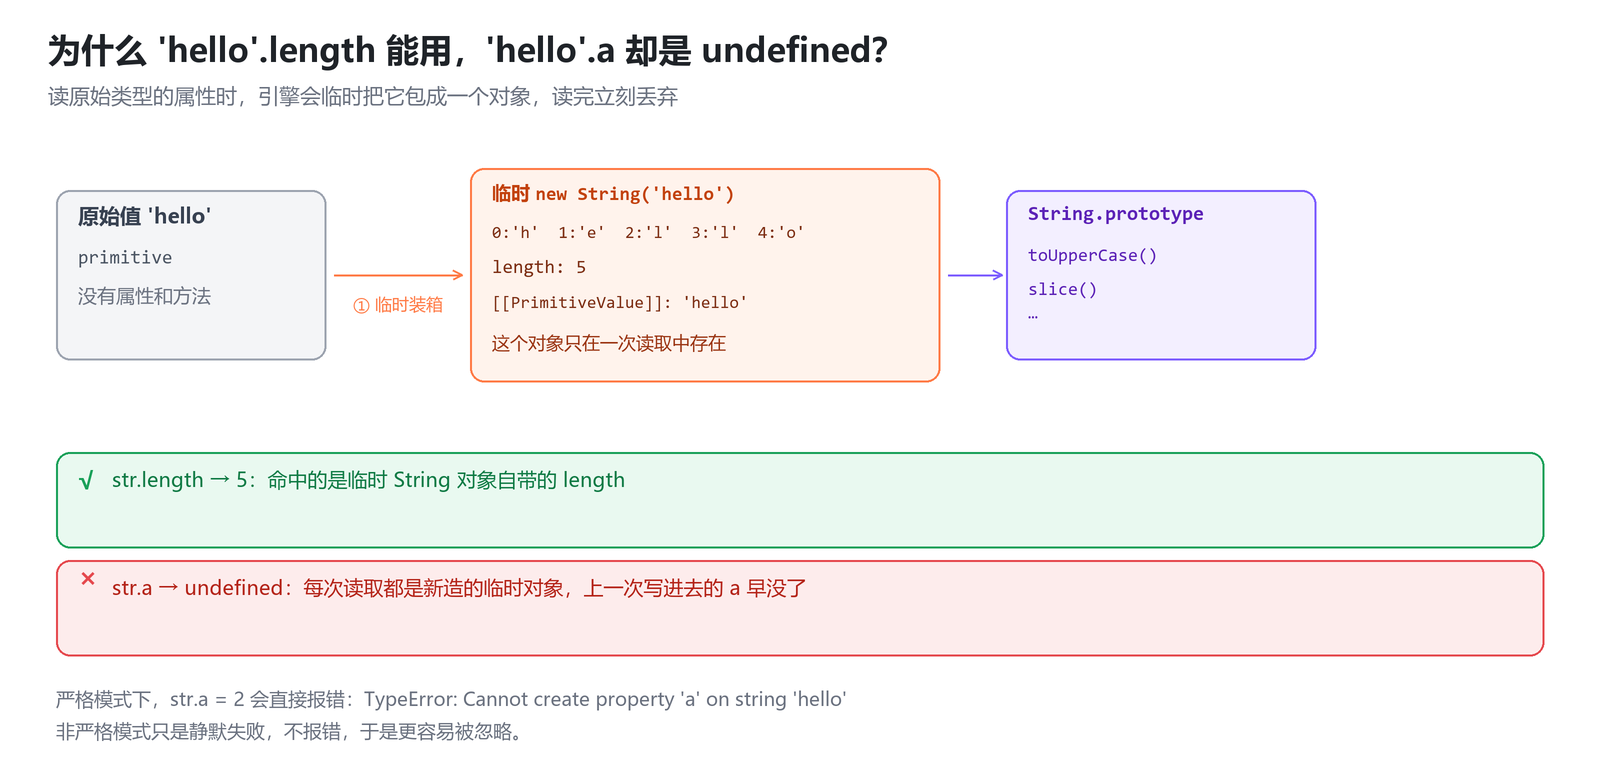 为什么 'hello'.length 能用，'hello'.a 却是 undefined？
读原始类型的属性时，引擎会临时把它包成一个对象，读完立刻丢弃
原始值 'hello'
primitive
没有属性和方法
① 临时装箱
临时 new String('hello')
0:'h'  1:'e'  2:'l'  3:'l'  4:'o'
length: 5
[[PrimitiveValue]]: 'hello'
这个对象只在一次读取中存在
String.prototype
toUpperCase()
slice()
…
√ str.length → 5：命中的是临时 String 对象自带的 length
× str.a → undefined：每次读取都是新造的临时对象，上一次写进去的 a 早没了
严格模式下，str.a = 2 会直接报错：TypeError: Cannot create property 'a' on string 'hello'
非严格模式只是静默失败，不报错，于是更容易被忽略。